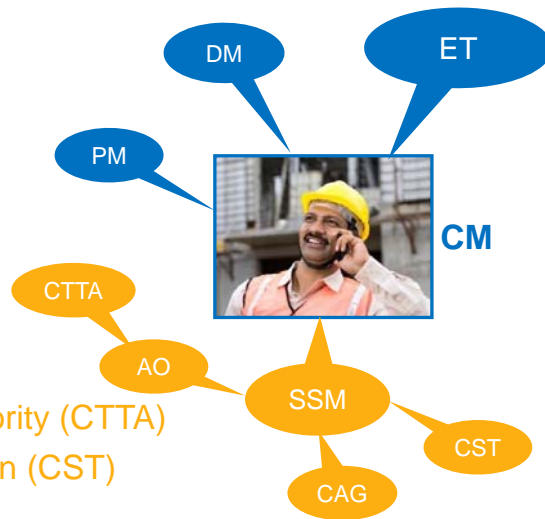 ET
DM
PM
CM
CTTA
AO
SSM
ority (CTTA)
CST
n (CST)
CAG